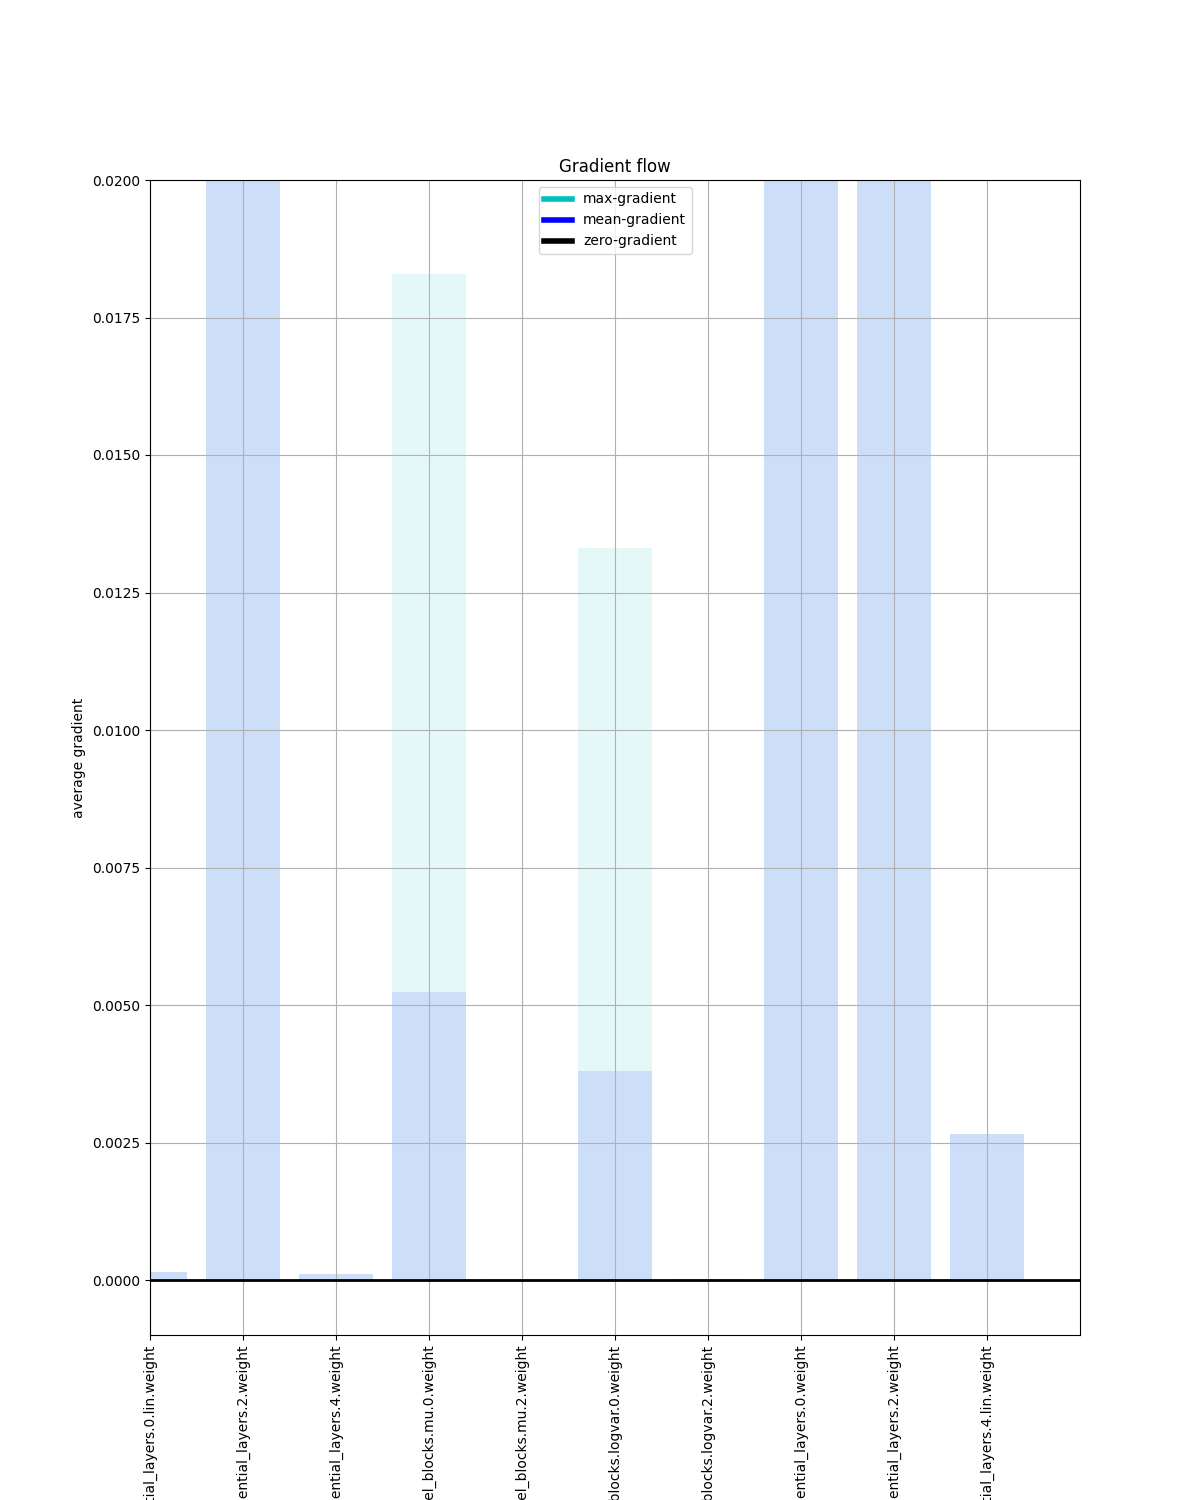 Gradient flow
max-gradient
mean-gradient
zero-gradient
0.0200
0.0175
0.0150
0.0125
0.0100
0.0075
0.0050
0.0025
0.0000
average gradient
tial_layers.0.lin.weight
ential_layers.2.weight
ential_layers.4.weight
el_blocks.mu.0.weight
el_blocks.mu.2.weight
blocks.logvar.0.weight
blocks.logvar.2.weight
ential_layers.0.weight
ential_layers.2.weight
tial_layers.4.lin.weight